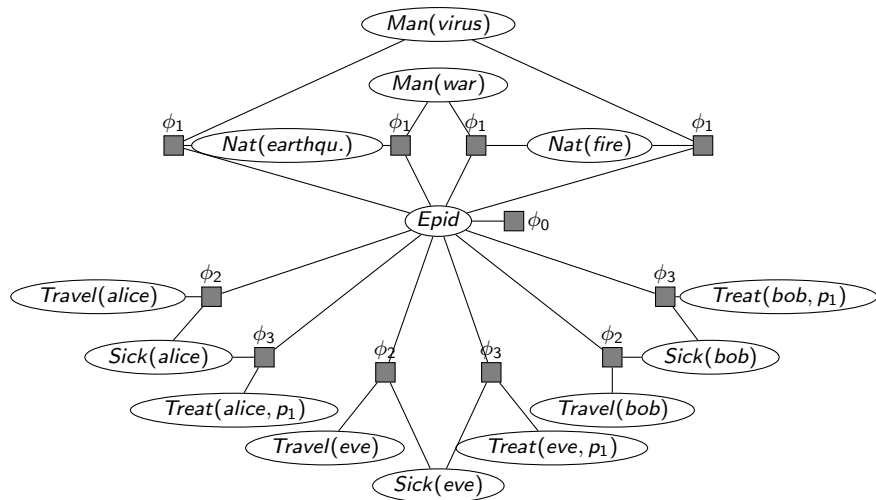 Man(virus)
Man(war)
ϕ₁
ϕ₁
ϕ₁
ϕ₁
Nat(earthqu.)
Nat(fire)
Epid
ϕ₀
ϕ₂
ϕ₃
Travel(alice)
Treat(bob, p₁)
ϕ₃
ϕ₂
ϕ₃
ϕ₂
Sick(alice)
Sick(bob)
Treat(alice, p₁)
Travel(bob)
Travel(eve)
Treat(eve, p₁)
Sick(eve)